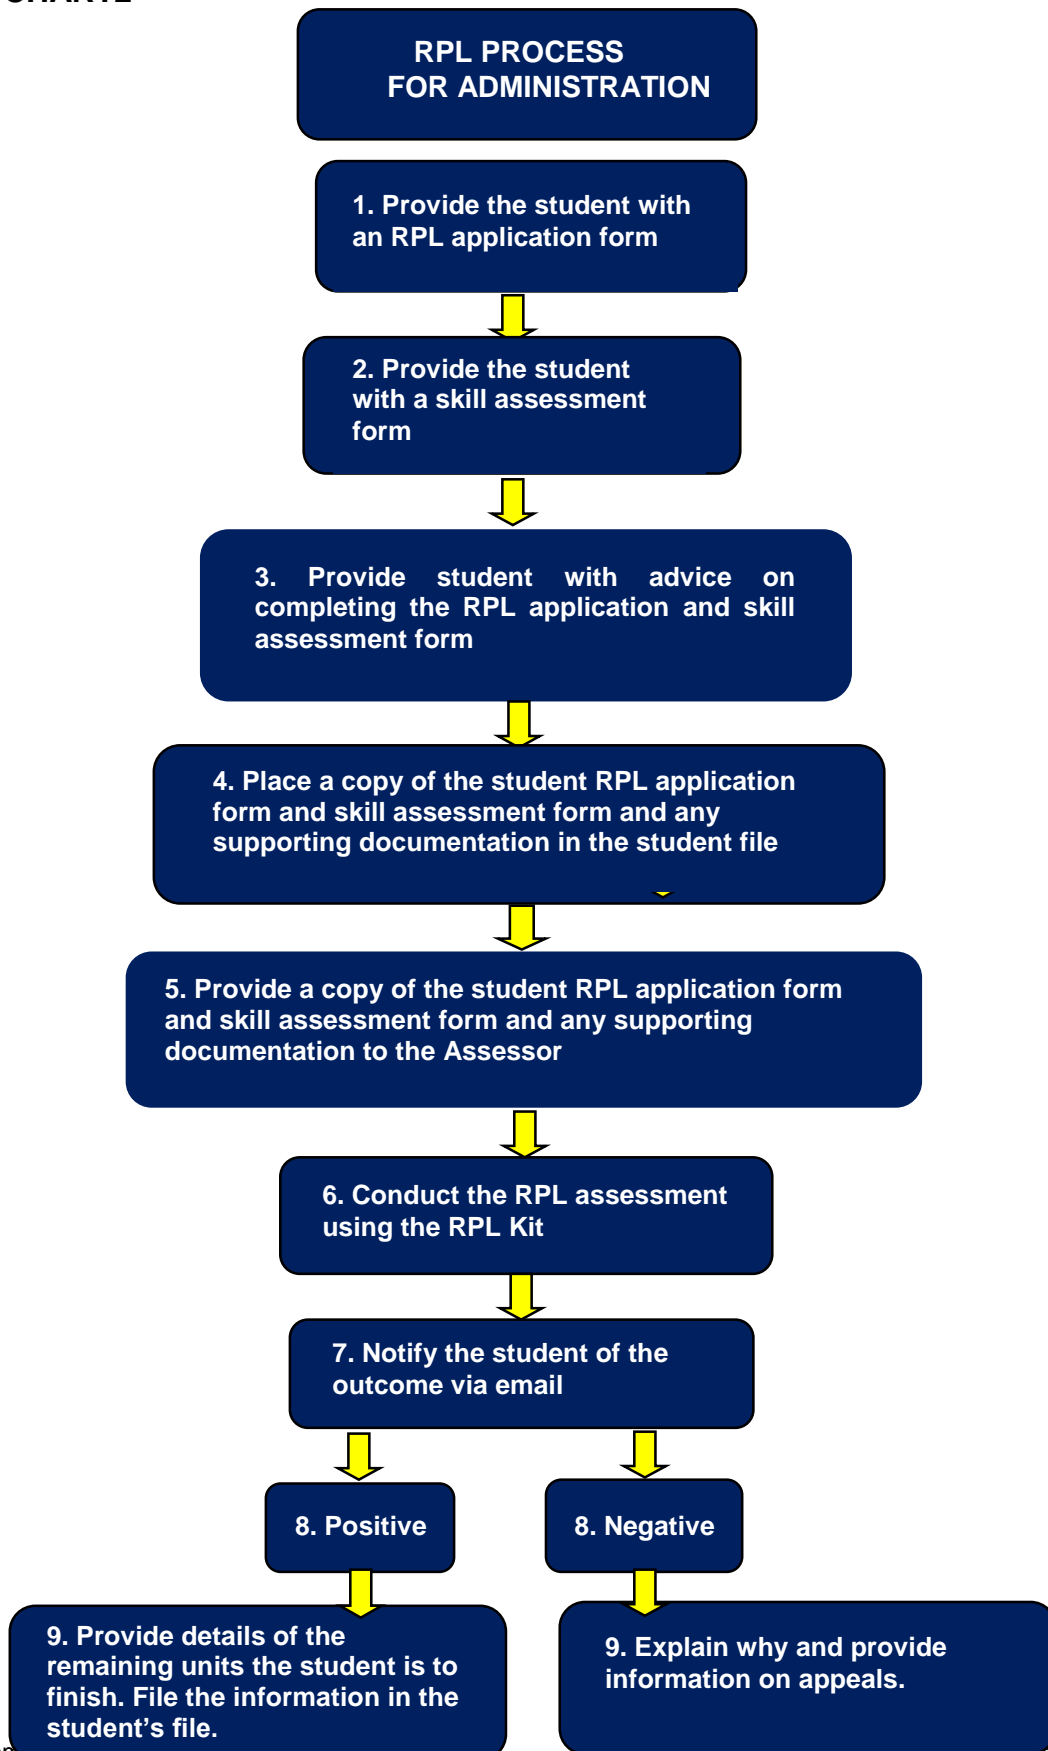 RPL PROCESS
FOR ADMINISTRATION
1. Provide the student with
an RPL application form
2. Provide the student
with a skill assessment
form
3. Provide student with advice on
completing the RPL application and skill
assessment form
4. Place a copy of the student RPL application
form and skill assessment form and any
supporting documentation in the student file
5. Provide a copy of the student RPL application form
and skill assessment form and any supporting
documentation to the Assessor
6. Conduct the RPL assessment
using the RPL Kit
7. Notify the student of the
outcome via email
8. Positive
8. Negative
9. Provide details of the
remaining units the student is to
finish. File the information in the
student’s file.
9. Explain why and provide
information on appeals.